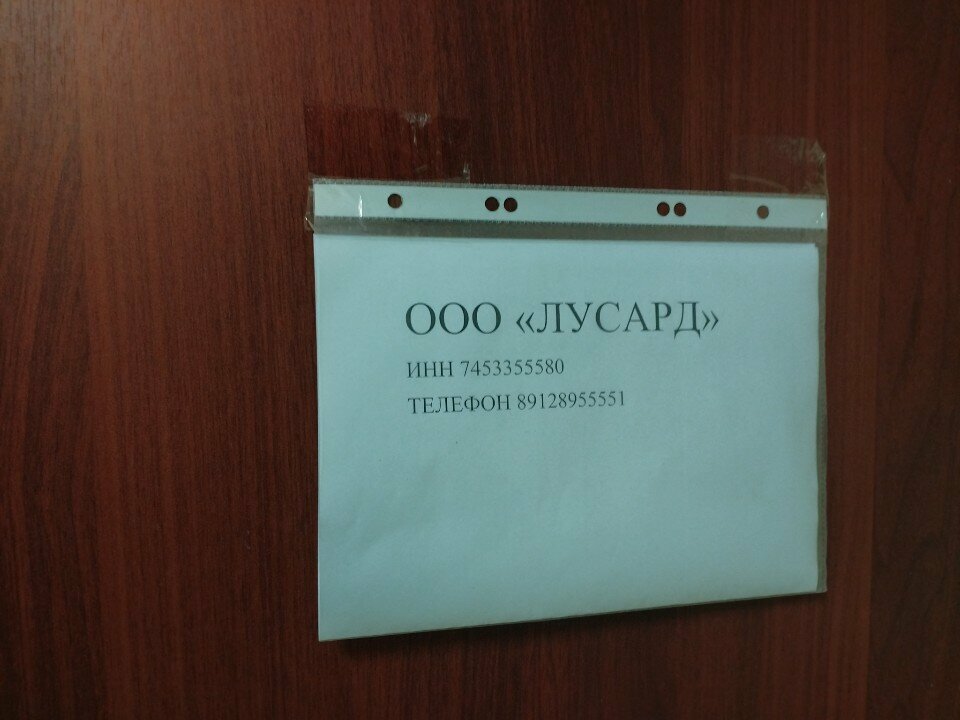 ООО «ЛУСАРД»
ИНН 7453355580
ТЕЛЕФОН 89128955551